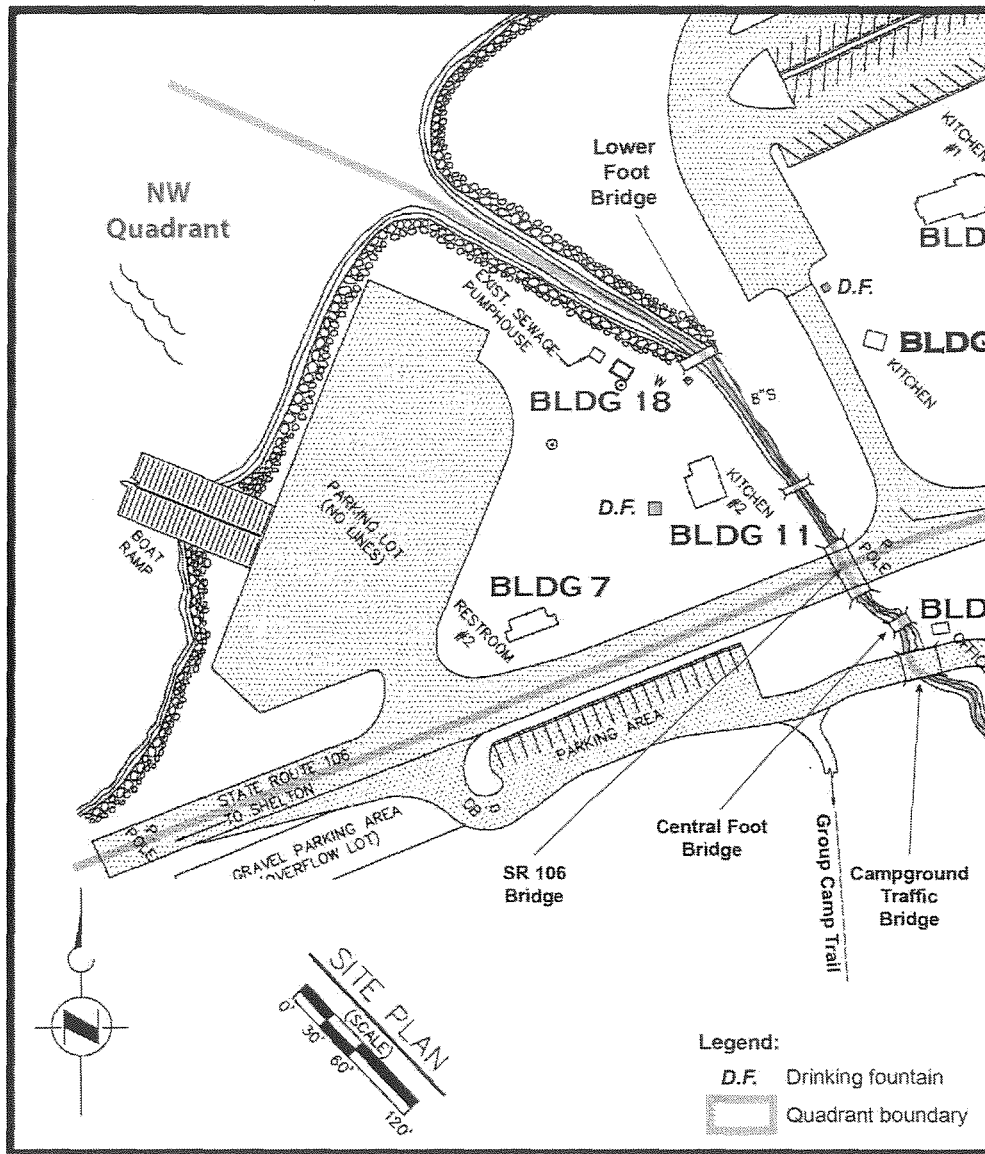 NW
Quadrant
Lower
Foot
Bridge
KITCHEN
#1
BLD
D.F.
BLDG
KITCHEN
EXIST. SEWAGE
PUMPHOUSE
BLDG 18
W
8"S
KITCHEN
#2
D.F.
BLDG 11
PARKING LOT
(NO LINES)
BOAT
RAMP
BLDG 7
RESTROOM
#2
P
POLE
BLD
OFFIC
PARKING AREA
STATE ROUTE 106
TO SHELTON
P
POLE
CB
P
GRAVEL PARKING AREA
(OVERFLOW LOT)
SR 106
Bridge
Central Foot
Bridge
Campground
Traffic
Bridge
Group Camp Trail
SITE PLAN
(SCALE)
0' 30' 60' 120'
Legend:
D.F. Drinking fountain
Quadrant boundary